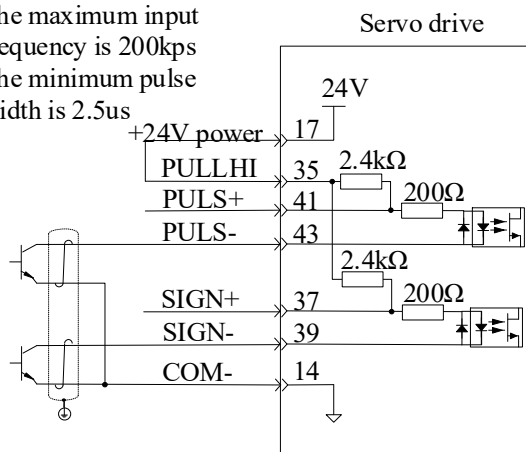 he maximum input
equency is 200kps
he minimum pulse
idth is 2.5us
Servo drive
24V
+24V power 17
PULLHI 35 2.4kΩ
PULS+ 41 200Ω
PULS- 43
2.4kΩ
SIGN+ 37 200Ω
SIGN- 39
COM- 14